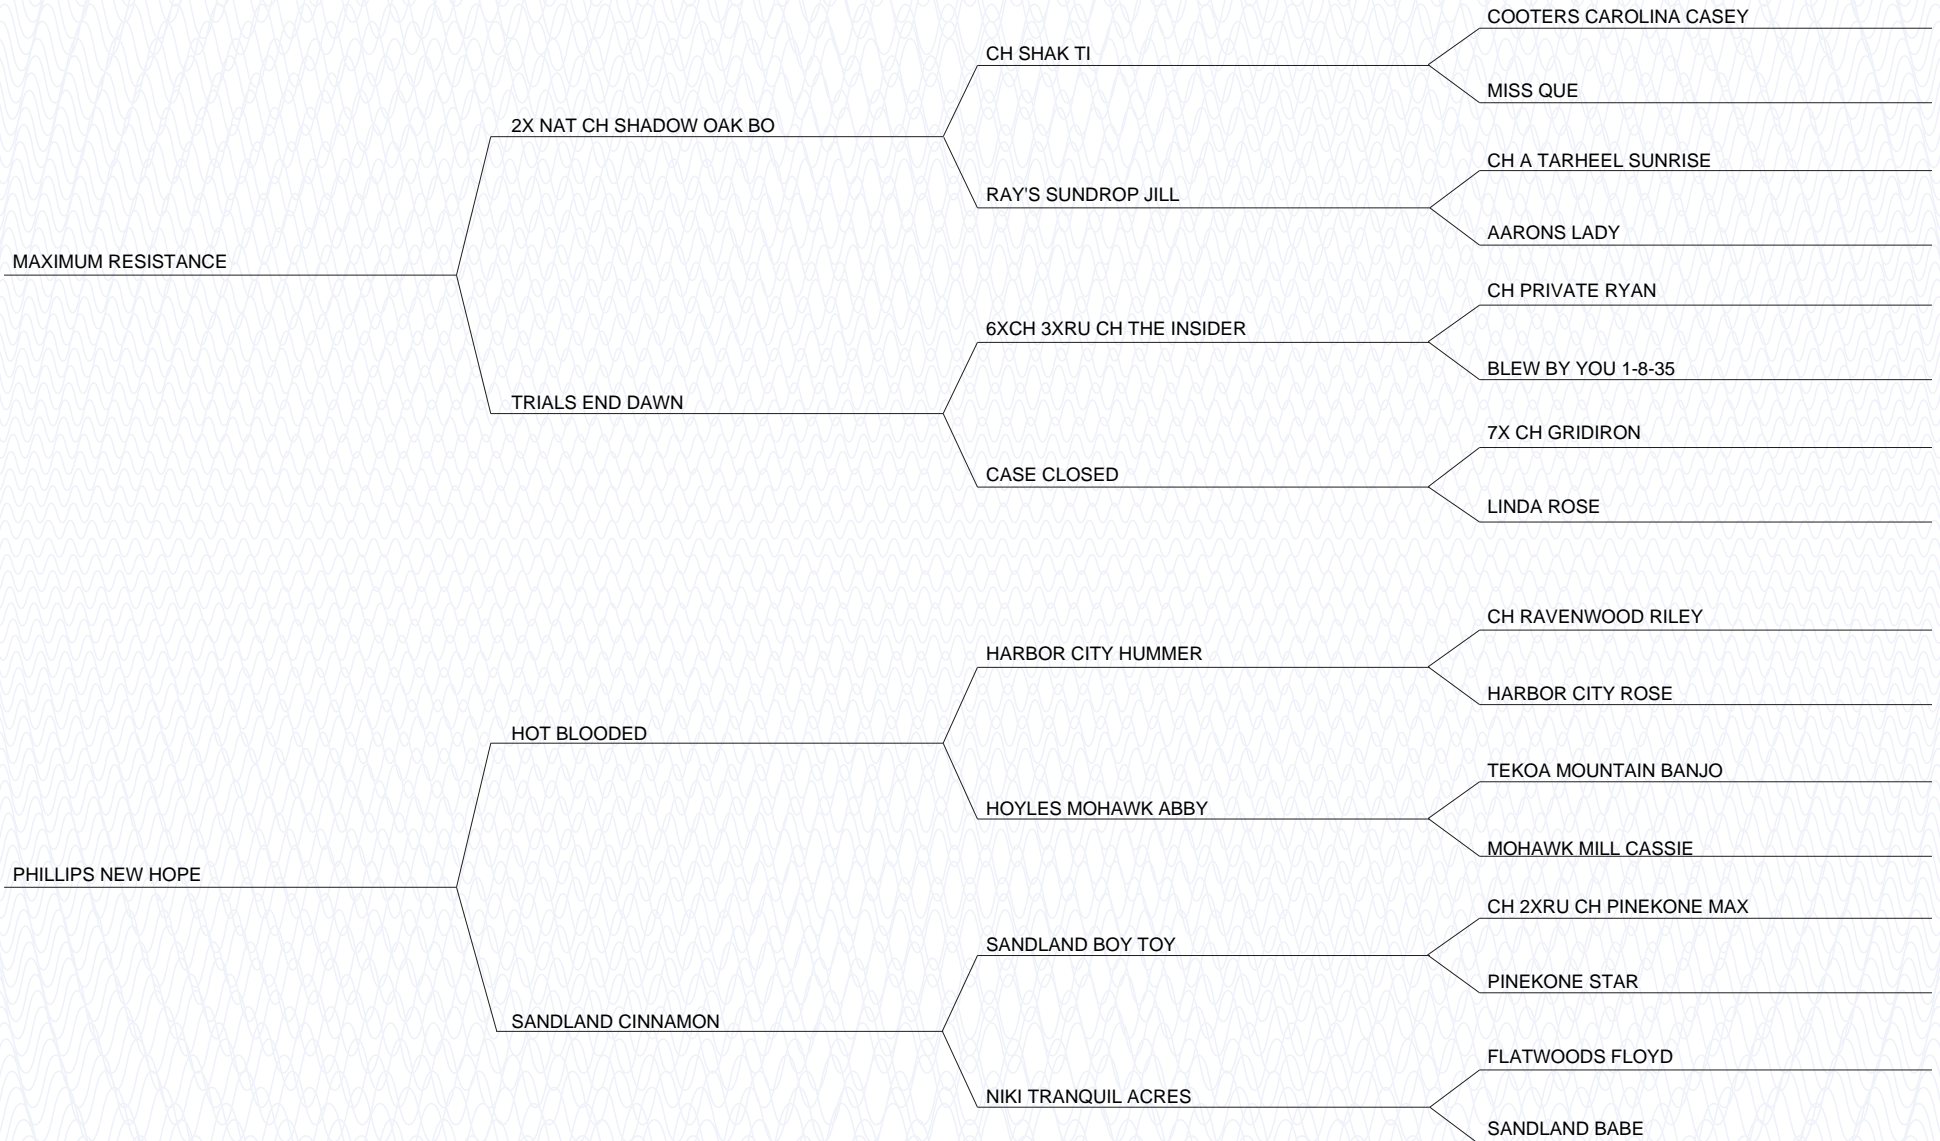 COOTERS CAROLINA CASEY
CH SHAK TI
MISS QUE
2X NAT CH SHADOW OAK BO
CH A TARHEEL SUNRISE
RAY'S SUNDROP JILL
AARONS LADY
MAXIMUM RESISTANCE
CH PRIVATE RYAN
6XCH 3XRU CH THE INSIDER
BLEW BY YOU 1-8-35
TRIALS END DAWN
7X CH GRIDIRON
CASE CLOSED
LINDA ROSE
CH RAVENWOOD RILEY
HARBOR CITY HUMMER
HARBOR CITY ROSE
HOT BLOODED
TEKOA MOUNTAIN BANJO
HOYLES MOHAWK ABBY
MOHAWK MILL CASSIE
PHILLIPS NEW HOPE
CH 2XRU CH PINEKONE MAX
SANDLAND BOY TOY
PINEKONE STAR
SANDLAND CINNAMON
FLATWOODS FLOYD
NIKI TRANQUIL ACRES
SANDLAND BABE